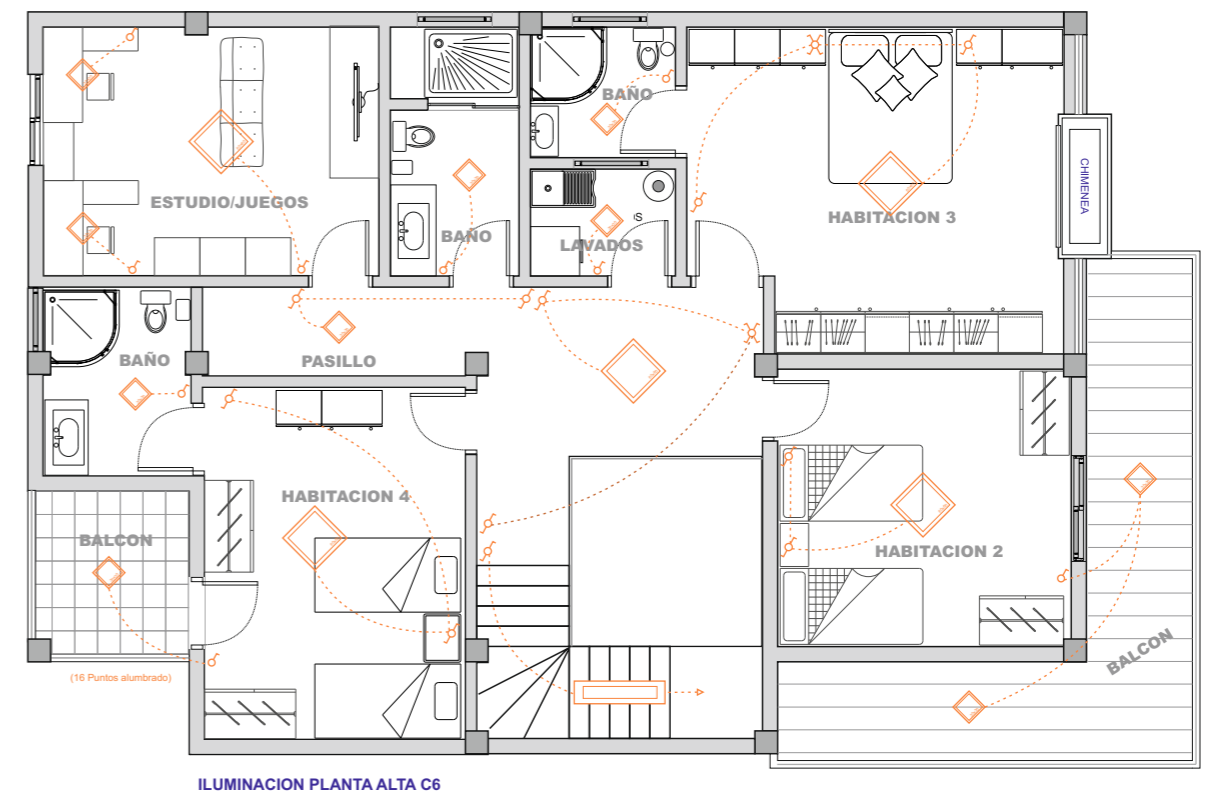 BAÑO
CHIMENEA
ESTUDIO/JUEGOS
HABITACION 3
BAÑO
LAVADOS
BAÑO
PASILLO
HABITACION 4
BALCON
HABITACION 2
BALCON
(16 Puntos alumbrado)
ILUMINACION PLANTA ALTA C6